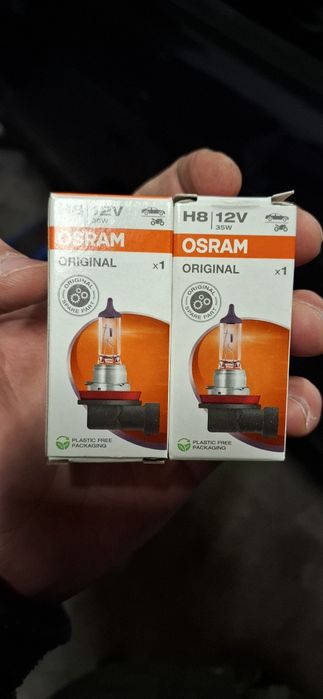 H8 12V
35W
OSRAM
ORIGINAL x1
ORIGINAL
SPARE PART
PLASTIC FREE
PACKAGING
H8 12V
35W
OSRAM
ORIGINAL x1
ORIGINAL
SPARE PART
PLASTIC FREE
PACKAGING